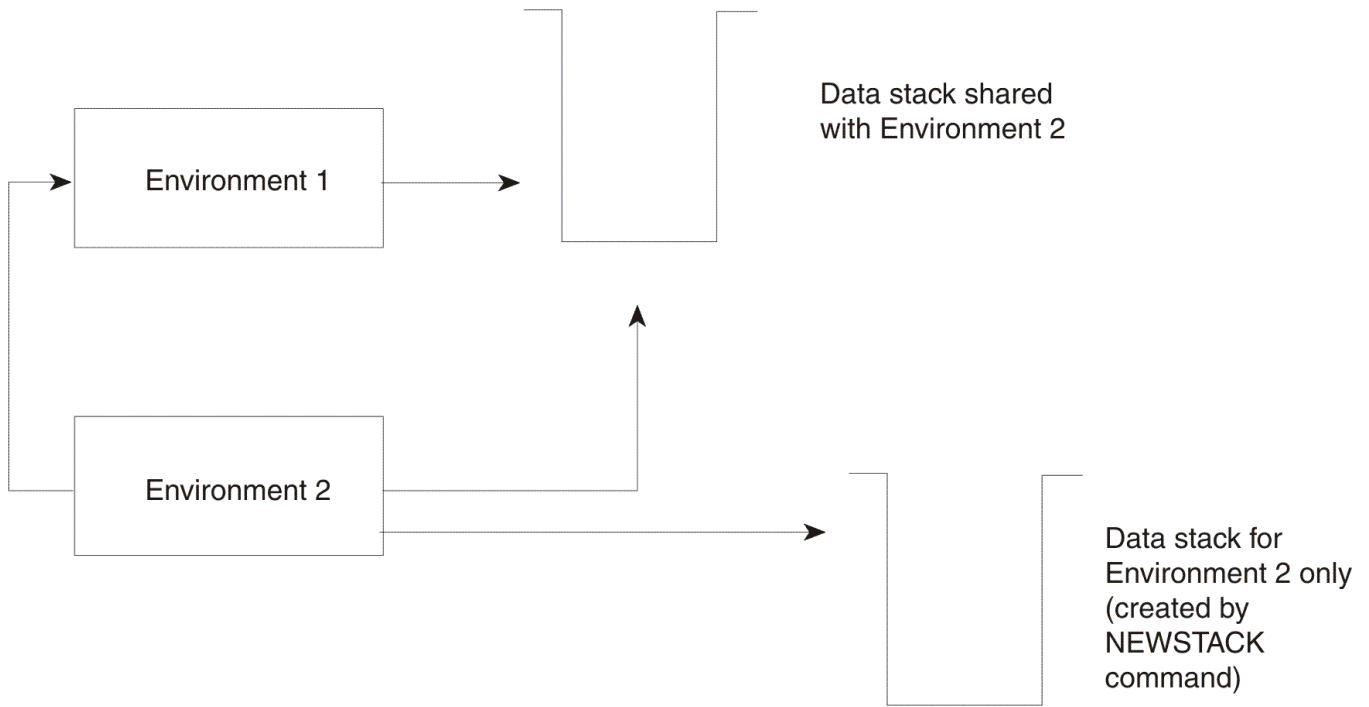 Data stack shared
with Environment 2
Environment 1
Environment 2
Data stack for
Environment 2 only
(created by
NEWSTACK
command)